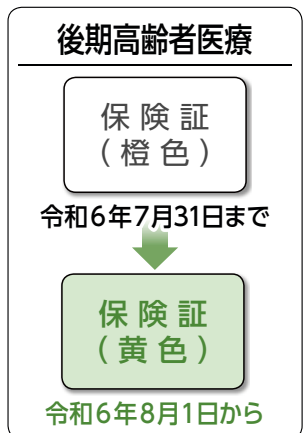 後期高齢者医療
保険証
(橙色)
令和6年7月31日まで
保険証
(黄色)
令和6年8月1日から